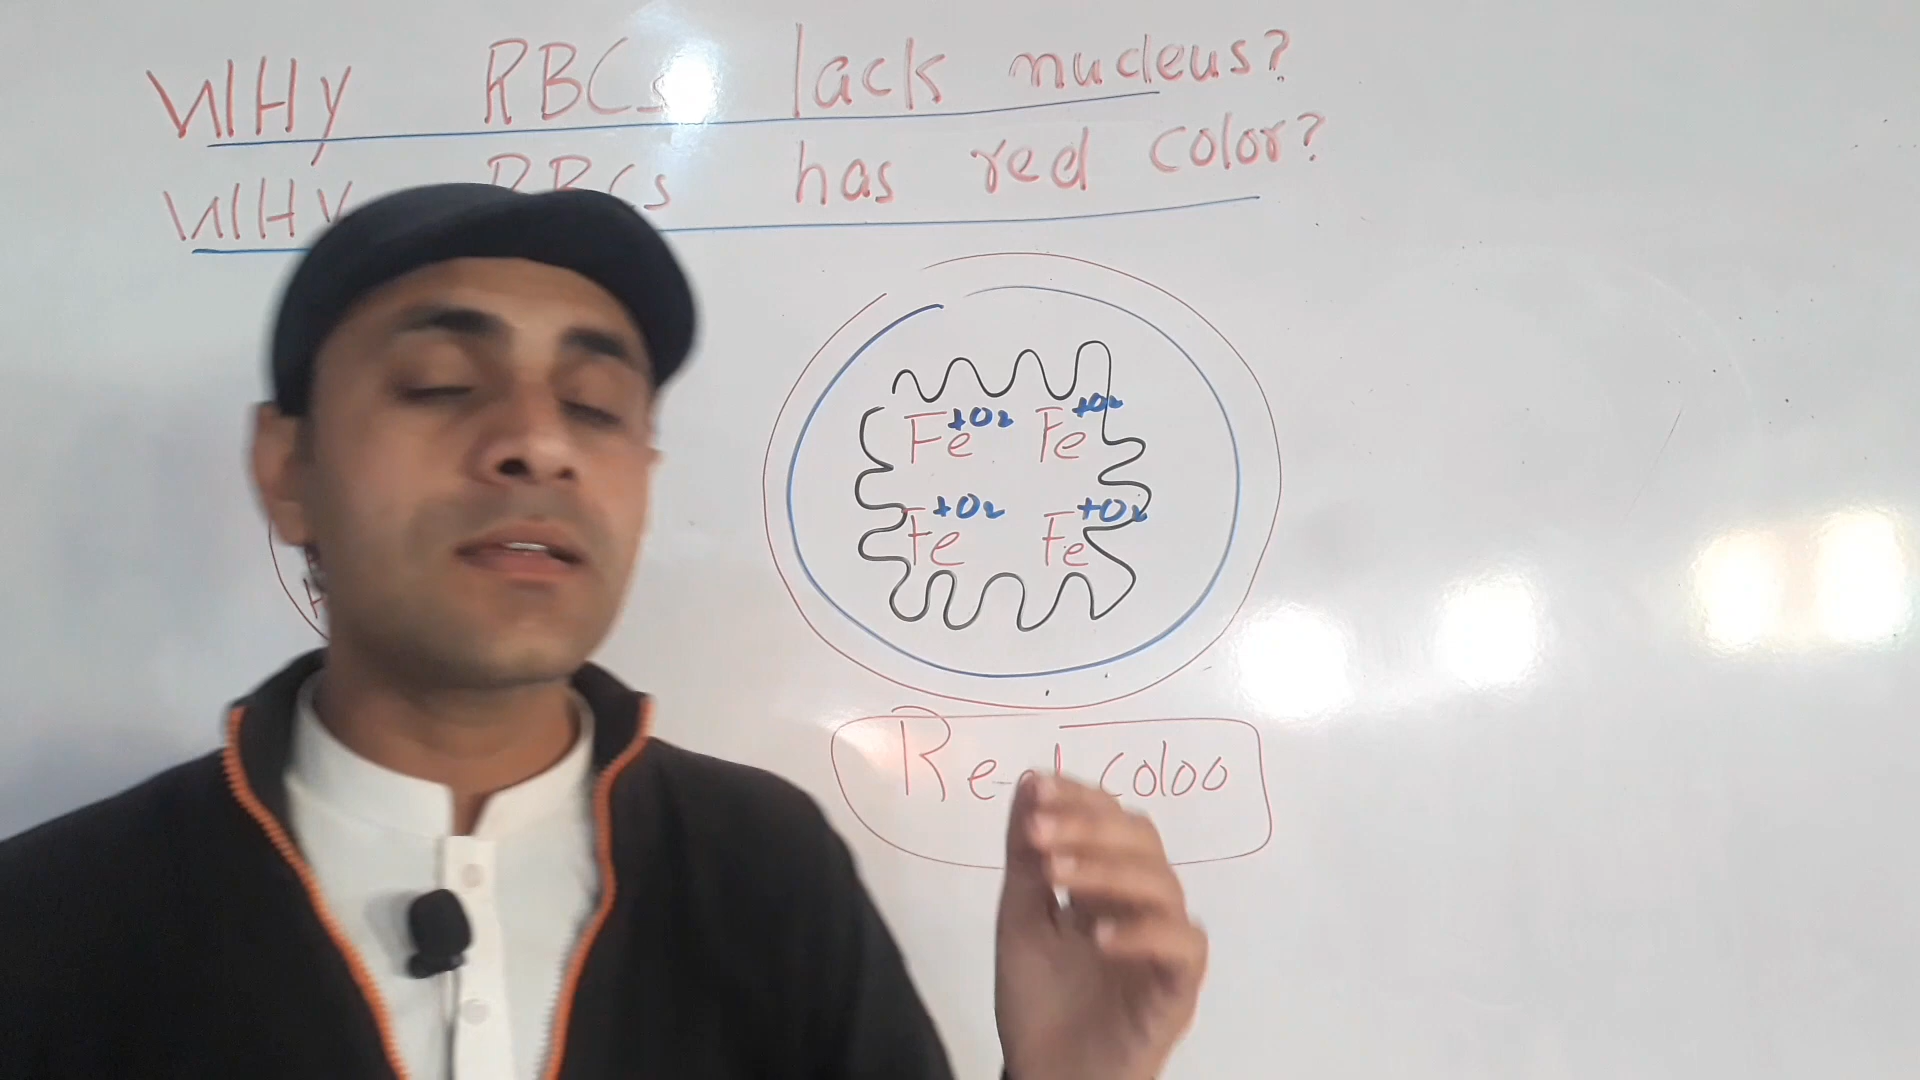 WHY RBCs lack nucleus?
WHY RBCs has red color?
Fe +O2 Fe +O2
Fe +O2 Fe +O2
Red coloo